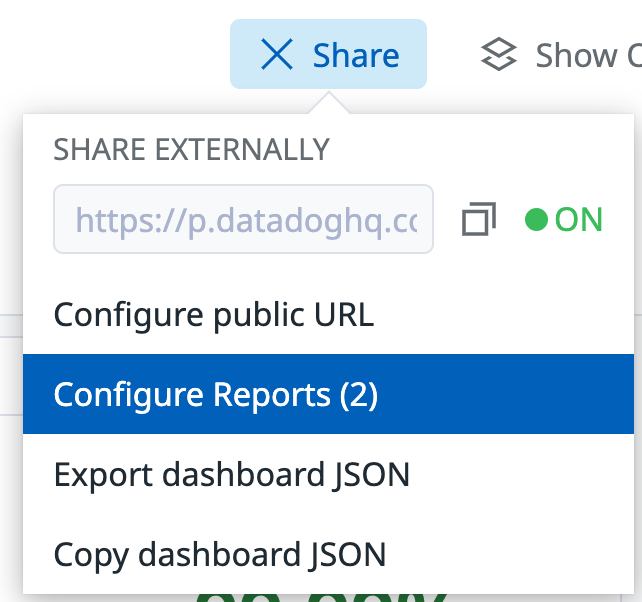 Share
Show
SHARE EXTERNALLY
https://p.datadoghq.cc
ON
Configure public URL
Configure Reports (2)
Export dashboard JSON
Copy dashboard JSON